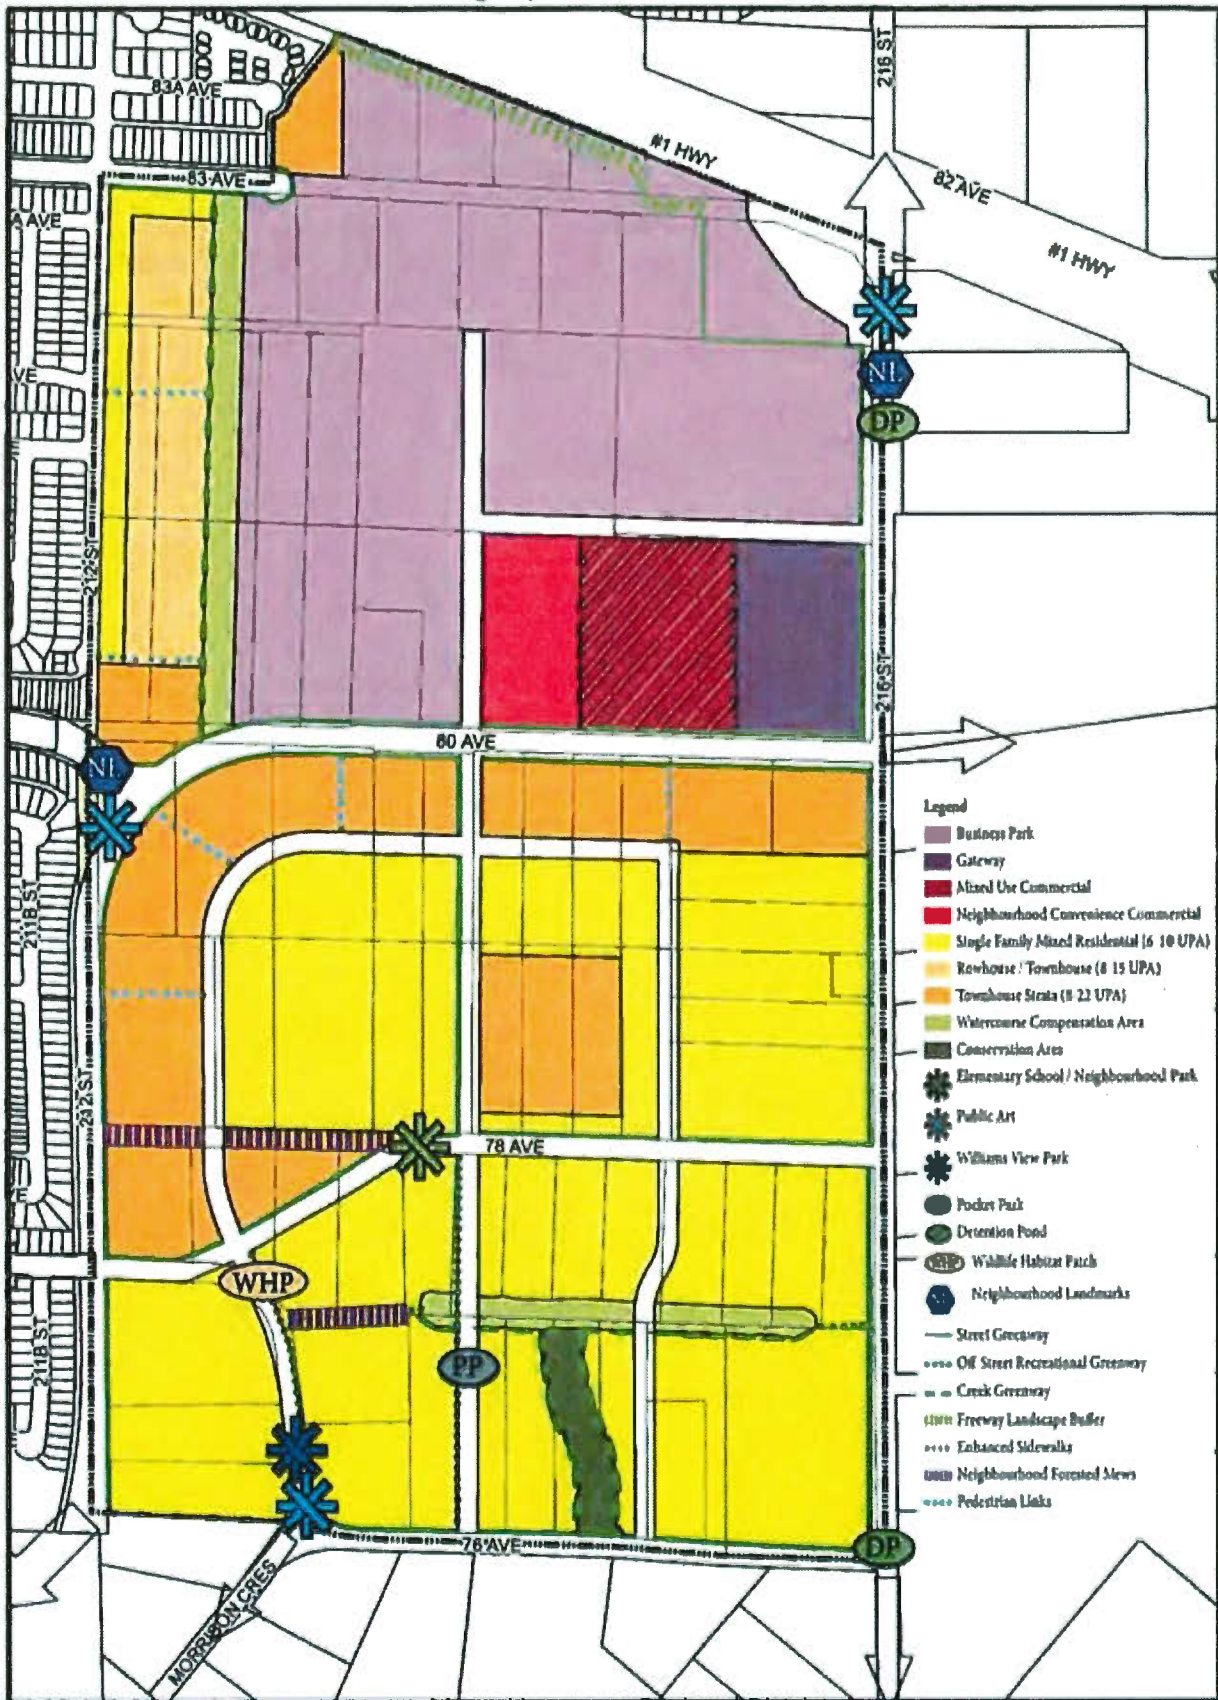 216 ST
83A AVE
#1 HWY
83 AVE
82 AVE
A AVE
#1 HWY
NL
VE
DP
212 ST
216 ST
80 AVE
NL
Legend
Business Park
Gateway
Mixed Use Commercial
Neighbourhood Convenience Commercial
Single Family Mixed Residential (6-10 UPA)
Rowhouse / Townhouse (8-15 UPA)
Townhouse Strata (8-22 UPA)
Watercourse Compensation Area
Conservation Area
Elementary School / Neighbourhood Park
Public Art
Williams View Park
Pocket Park
Detention Pond
WHP Wildlife Habitat Patch
Neighbourhood Landmarks
Street Greenway
Off Street Recreational Greenway
Creek Greenway
Freeway Landscape Buffer
Enhanced Sidewalks
Neighbourhood Forested Mews
Pedestrian Links
211B ST
212 ST
78 AVE
WHP
211B ST
PP
76 AVE
DP
MORRISON CRES